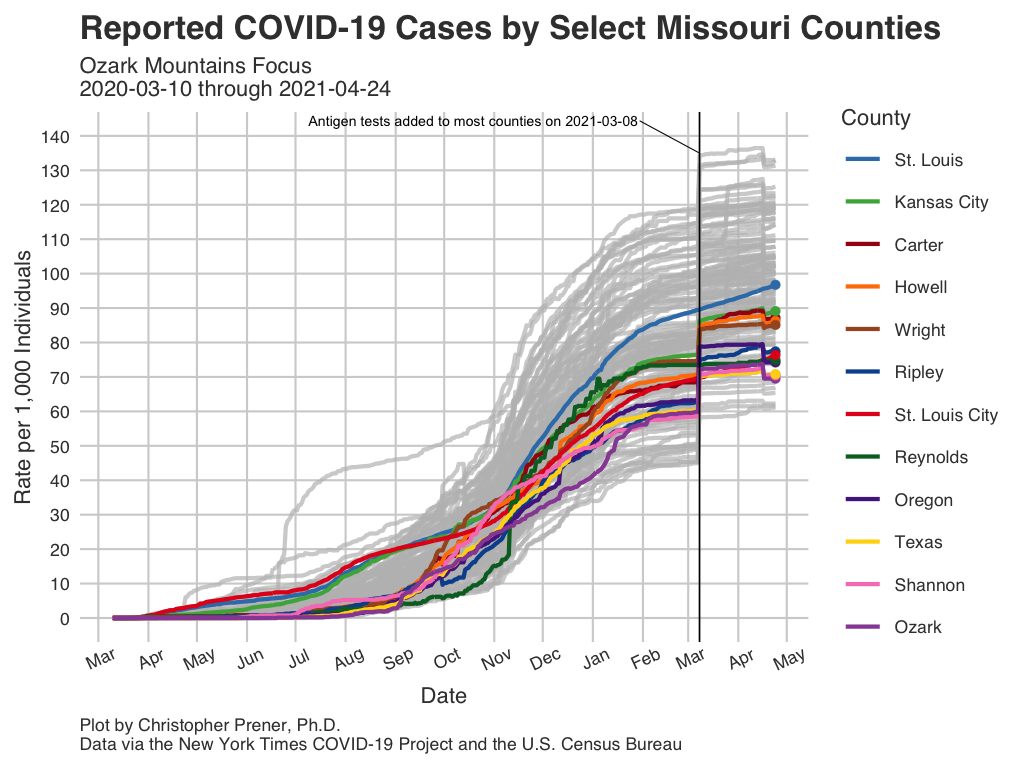 Reported COVID-19 Cases by Select Missouri Counties
Ozark Mountains Focus
2020-03-10 through 2021-04-24
Antigen tests added to most counties on 2021-03-08
Rate per 1,000 Individuals
140
130
120
110
100
90
80
70
60
50
40
30
20
10
0
Mar Apr May Jun Jul Aug Sep Oct Nov Dec Jan Feb Mar Apr May
Date
County
St. Louis
Kansas City
Carter
Howell
Wright
Ripley
St. Louis City
Reynolds
Oregon
Texas
Shannon
Ozark
Plot by Christopher Prener, Ph.D.
Data via the New York Times COVID-19 Project and the U.S. Census Bureau